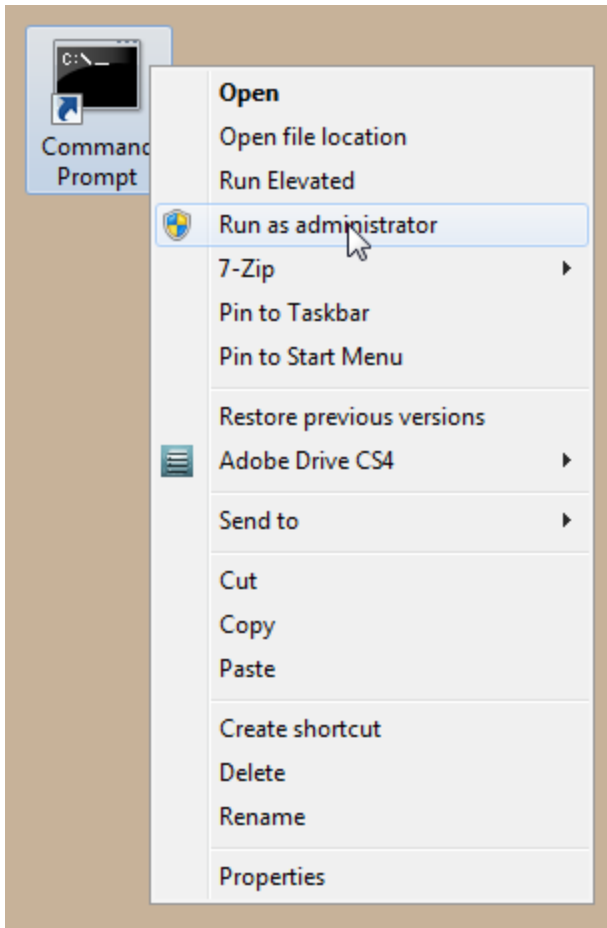 C:\_
Command
Prompt
Open
Open file location
Run Elevated
Run as administrator
7-Zip
Pin to Taskbar
Pin to Start Menu
Restore previous versions
Adobe Drive CS4
Send to
Cut
Copy
Paste
Create shortcut
Delete
Rename
Properties